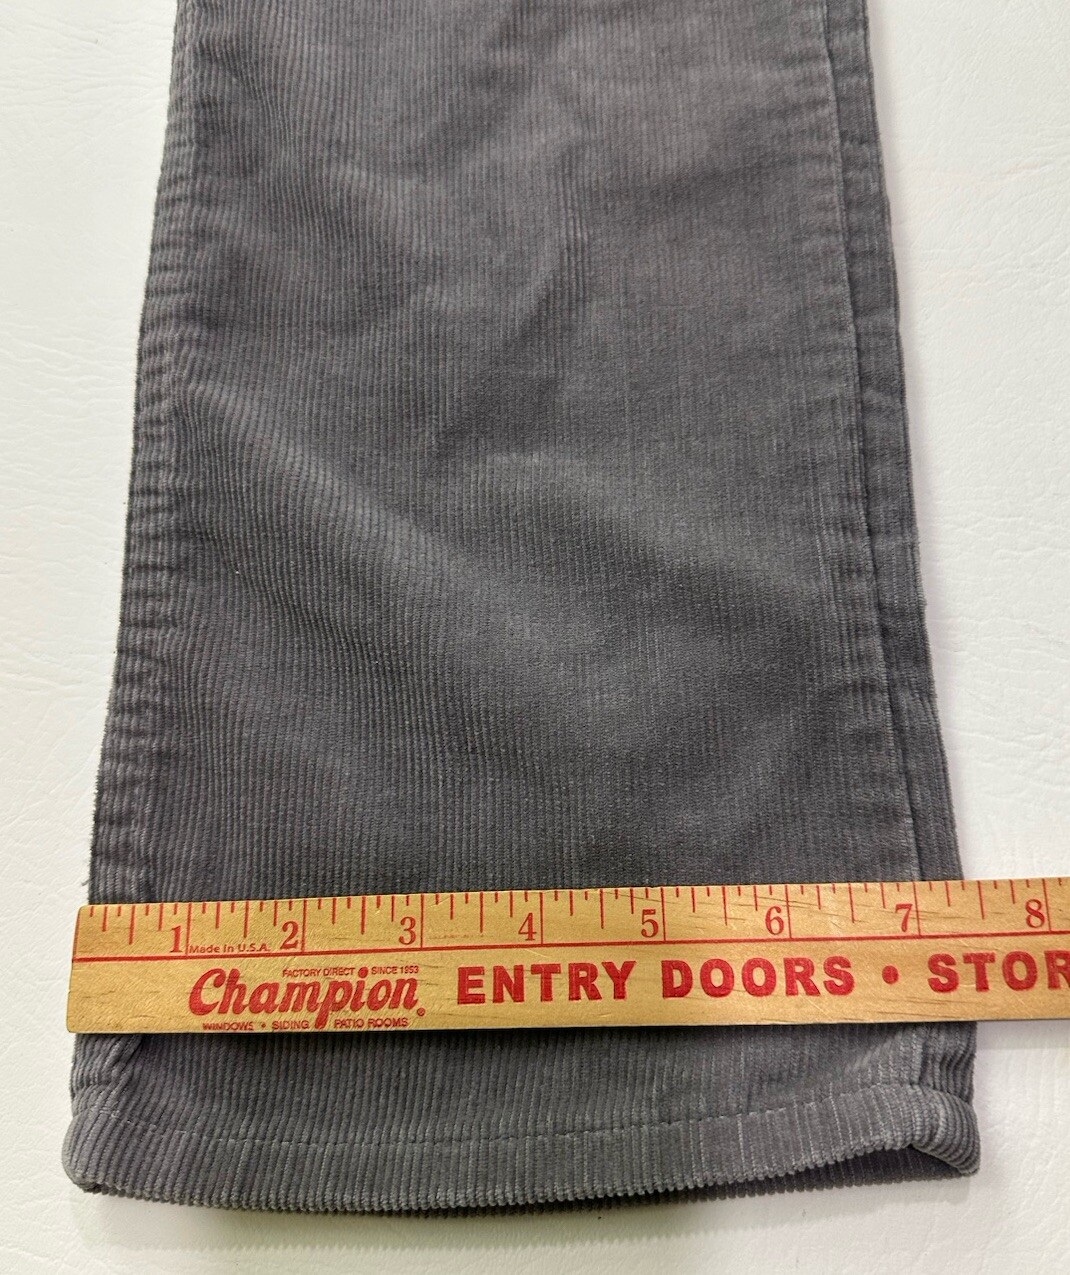 1 2 3 4 5 6 7 8
Made in U.S.A.
FACTORY DIRECT SINCE 1953
Champion®
WINDOWS • SIDING PATIO ROOMS
ENTRY DOORS • STOR